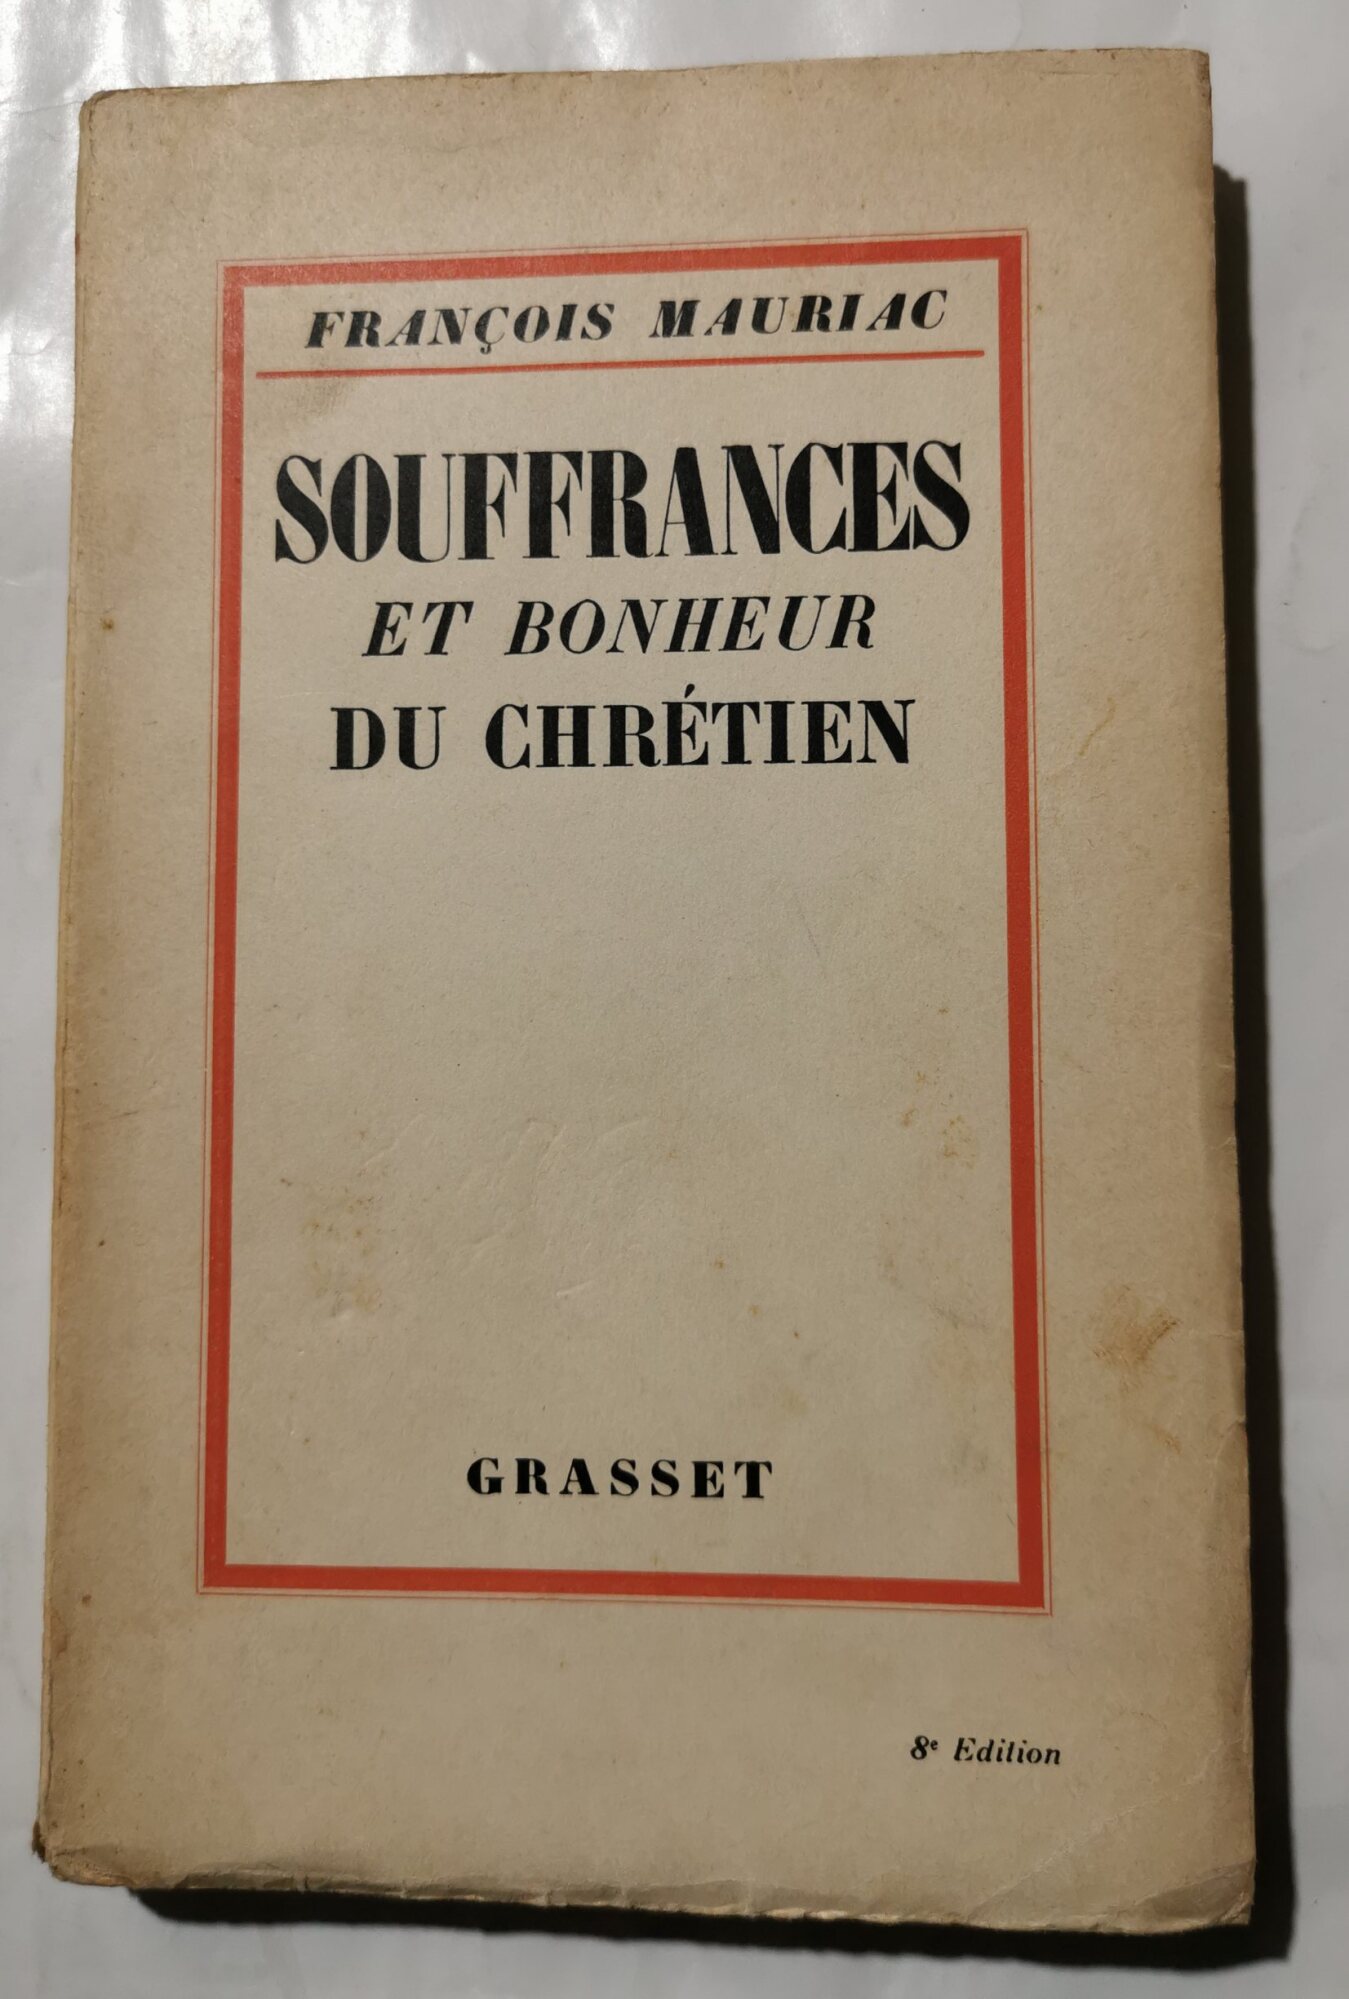 FRANÇOIS MAURIAC
SOUFFRANCES
ET BONHEUR
DU CHRÉTIEN
GRASSET
8e Edition